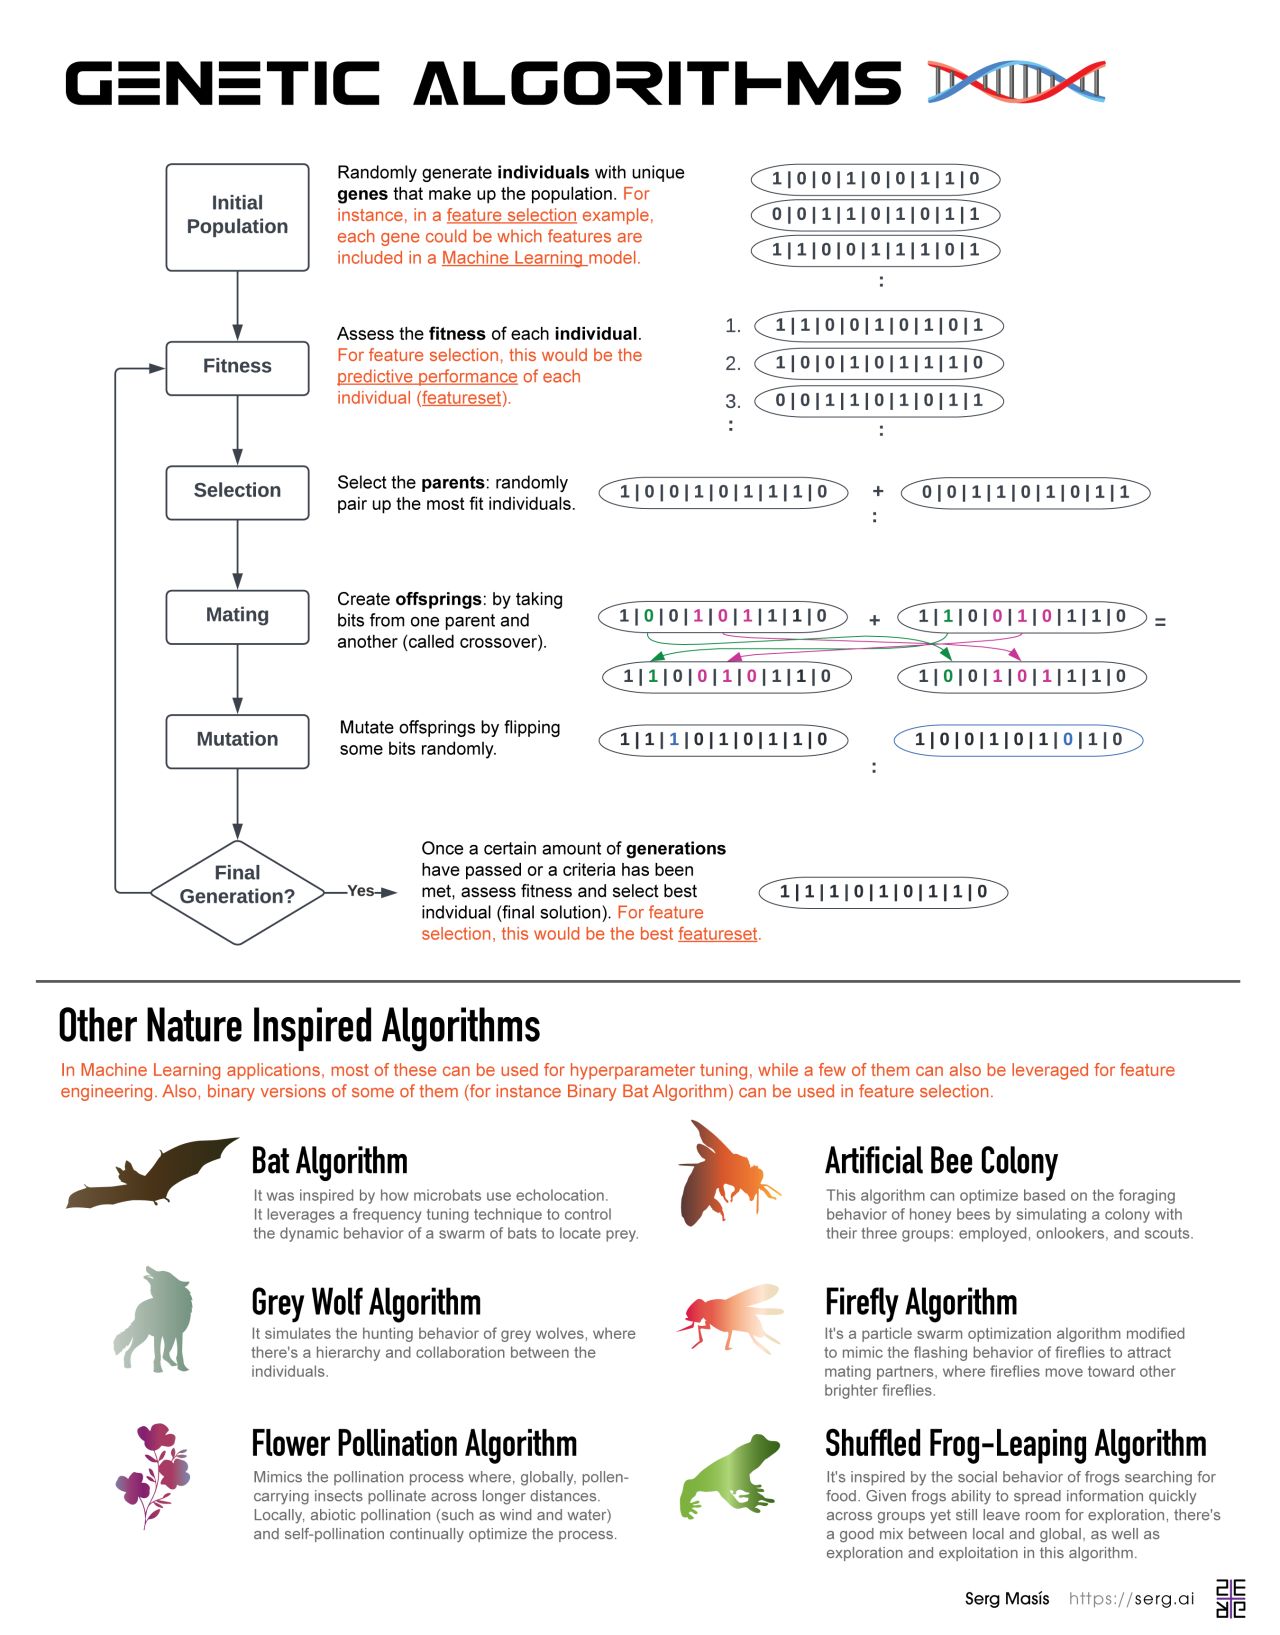 GENETIC ALGORITHMS
Initial
Population
Randomly generate individuals with unique
genes that make up the population. For
instance, in a feature selection example,
each gene could be which features are
included in a Machine Learning model.
1|0|0|1|0|0|1|1|0
0|0|1|1|0|1|0|1|1
1|1|0|0|1|1|1|0|1
:
Fitness
Assess the fitness of each individual.
For feature selection, this would be the
predictive performance of each
individual (featureset).
1. 1|1|0|0|1|0|1|0|1
2. 1|0|0|1|0|1|1|1|0
3. 0|0|1|1|0|1|0|1|1
: :
Selection
Select the parents: randomly
pair up the most fit individuals.
1|0|0|1|0|1|1|1|0 + 0|0|1|1|0|1|0|1|1
:
Mating
Create offsprings: by taking
bits from one parent and
another (called crossover).
1|0|0|1|0|1|1|1|0 + 1|1|0|0|1|0|1|1|0 =
1|1|0|0|1|0|1|1|0 1|0|0|1|0|1|1|1|0
Mutation
Mutate offsprings by flipping
some bits randomly.
1|1|1|0|1|0|1|1|0 1|0|0|1|0|1|0|1|0
:
Final
Generation?
Yes
Once a certain amount of generations
have passed or a criteria has been
met, assess fitness and select best
indvidual (final solution). For feature
selection, this would be the best featureset.
1|1|1|0|1|0|1|1|0
Other Nature Inspired Algorithms
In Machine Learning applications, most of these can be used for hyperparameter tuning, while a few of them can also be leveraged for feature
engineering. Also, binary versions of some of them (for instance Binary Bat Algorithm) can be used in feature selection.
Bat Algorithm
It was inspired by how microbats use echolocation.
It leverages a frequency tuning technique to control
the dynamic behavior of a swarm of bats to locate prey.
Artificial Bee Colony
This algorithm can optimize based on the foraging
behavior of honey bees by simulating a colony with
their three groups: employed, onlookers, and scouts.
Grey Wolf Algorithm
It simulates the hunting behavior of grey wolves, where
there's a hierarchy and collaboration between the
individuals.
Firefly Algorithm
It's a particle swarm optimization algorithm modified
to mimic the flashing behavior of fireflies to attract
mating partners, where fireflies move toward other
brighter fireflies.
Flower Pollination Algorithm
Mimics the pollination process where, globally, pollen-
carrying insects pollinate across longer distances.
Locally, abiotic pollination (such as wind and water)
and self-pollination continually optimize the process.
Shuffled Frog-Leaping Algorithm
It's inspired by the social behavior of frogs searching for
food. Given frogs ability to spread information quickly
across groups yet still leave room for exploration, there's
a good mix between local and global, as well as
exploration and exploitation in this algorithm.
Serg Masís https://serg.ai